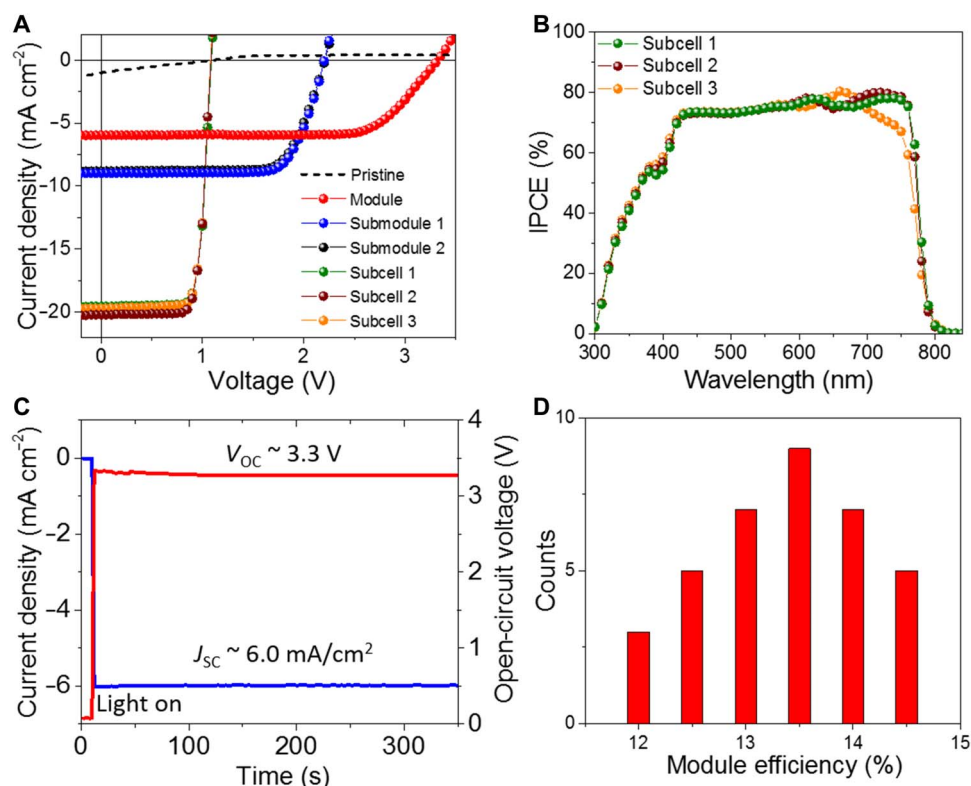 A
Current density (mA cm⁻²)
0
−5
−10
−15
−20
Pristine
Module
Submodule 1
Submodule 2
Subcell 1
Subcell 2
Subcell 3
0 1 2 3
Voltage (V)
B
IPCE (%)
100
80
60
40
20
0
Subcell 1
Subcell 2
Subcell 3
300 400 500 600 700 800
Wavelength (nm)
C
Current density (mA cm⁻²)
0
−2
−4
−6
VOC ~ 3.3 V
JSC ~ 6.0 mA/cm²
Light on
4
3
2
1
0
Open-circuit voltage (V)
0 100 200 300
Time (s)
D
Counts
10
5
0
12 13 14 15
Module efficiency (%)